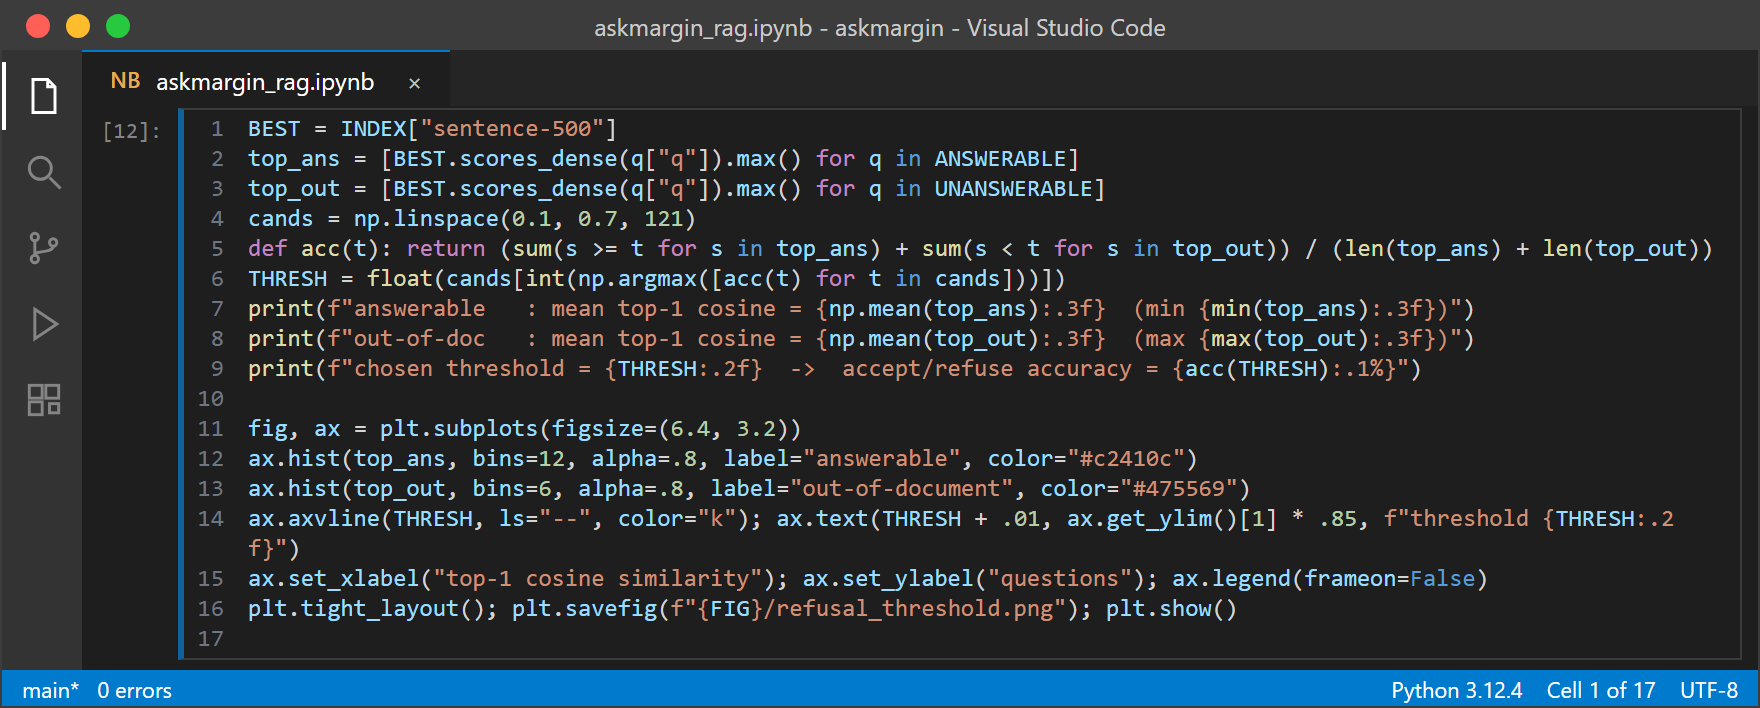 askmargin_rag.ipynb - askmargin - Visual Studio Code
NB askmargin_rag.ipynb ×
[12]:
1 BEST = INDEX["sentence-500"]
2 top_ans = [BEST.scores_dense(q["q"]).max() for q in ANSWERABLE]
3 top_out = [BEST.scores_dense(q["q"]).max() for q in UNANSWERABLE]
4 cands = np.linspace(0.1, 0.7, 121)
5 def acc(t): return (sum(s >= t for s in top_ans) + sum(s < t for s in top_out)) / (len(top_ans) + len(top_out))
6 THRESH = float(cands[int(np.argmax([acc(t) for t in cands]))])
7 print(f"answerable   : mean top-1 cosine = {np.mean(top_ans):.3f}  (min {min(top_ans):.3f})")
8 print(f"out-of-doc   : mean top-1 cosine = {np.mean(top_out):.3f}  (max {max(top_out):.3f})")
9 print(f"chosen threshold = {THRESH:.2f}  ->  accept/refuse accuracy = {acc(THRESH):.1%}")
10
11 fig, ax = plt.subplots(figsize=(6.4, 3.2))
12 ax.hist(top_ans, bins=12, alpha=.8, label="answerable", color="#c2410c")
13 ax.hist(top_out, bins=6, alpha=.8, label="out-of-document", color="#475569")
14 ax.axvline(THRESH, ls="--", color="k"); ax.text(THRESH + .01, ax.get_ylim()[1] * .85, f"threshold {THRESH:.2
f}")
15 ax.set_xlabel("top-1 cosine similarity"); ax.set_ylabel("questions"); ax.legend(frameon=False)
16 plt.tight_layout(); plt.savefig(f"{FIG}/refusal_threshold.png"); plt.show()
17
main* 0 errors Python 3.12.4 Cell 1 of 17 UTF-8